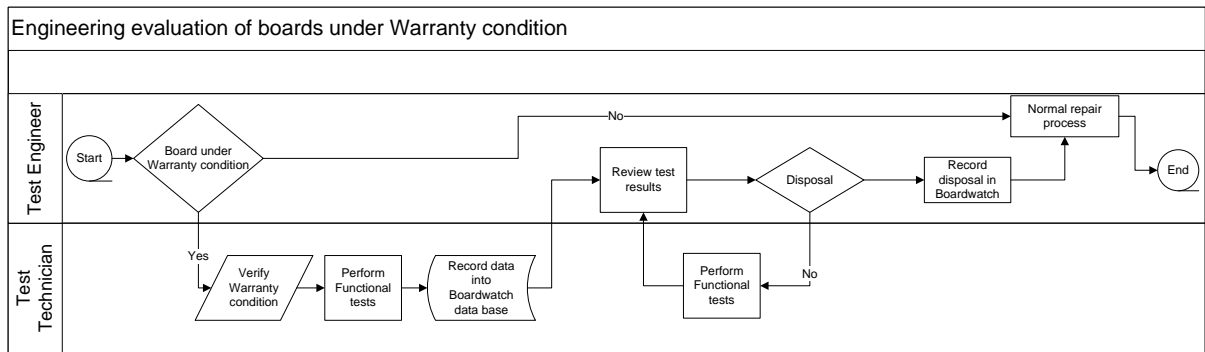 Engineering evaluation of boards under Warranty condition
Test Engineer
Start
Board under
Warranty condition
No
Normal repair
process
Review test
results
Disposal
Record
disposal in
Boardwatch
End
Test
Technician
Yes
Verify
Warranty
condition
Perform
Functional
tests
Record data
into
Boardwatch
data base
Perform
Functional
tests
No